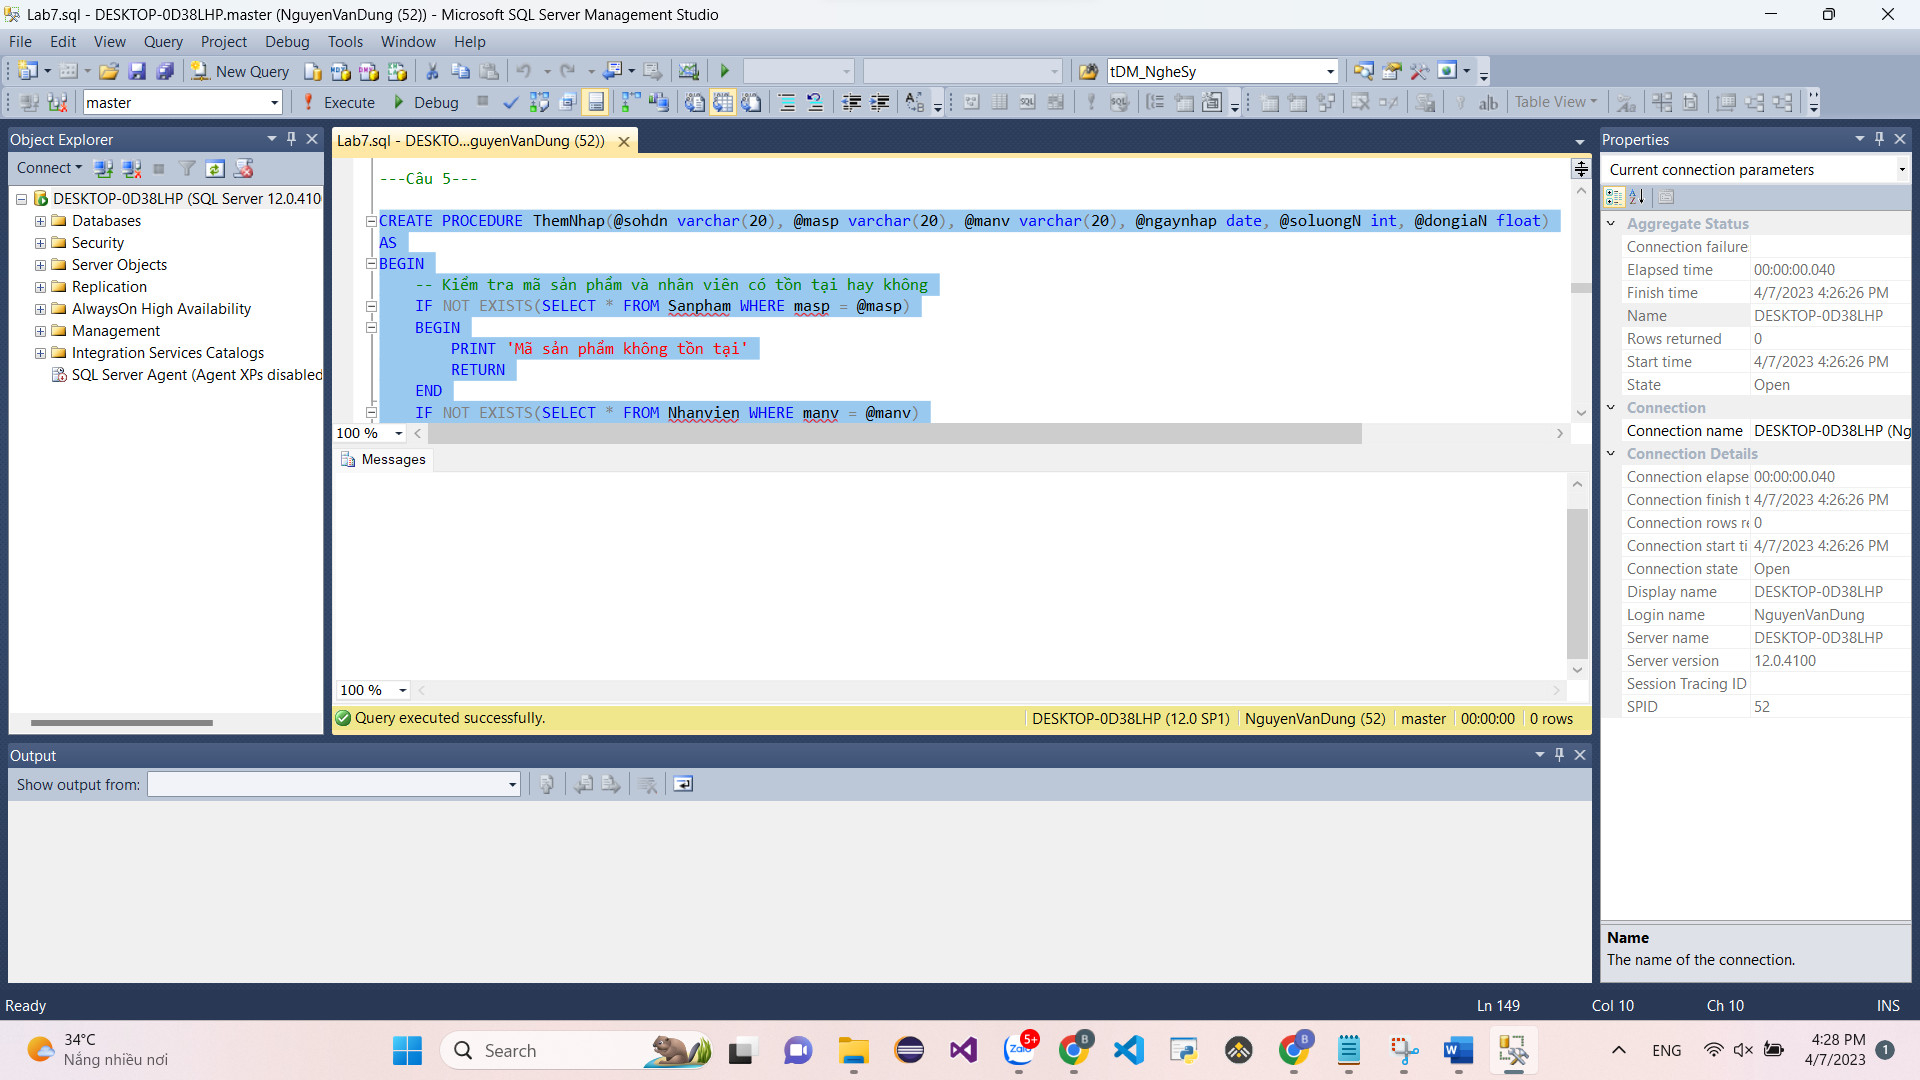 Lab7.sql - DESKTOP-0D38LHP.master (NguyenVanDung (52)) - Microsoft SQL Server Management Studio
File Edit View Query Project Debug Tools Window Help
New Query
tDM_NgheSy
master
Execute
Debug
Table View
Object Explorer
Connect
DESKTOP-0D38LHP (SQL Server 12.0.410
Databases
Security
Server Objects
Replication
AlwaysOn High Availability
Management
Integration Services Catalogs
SQL Server Agent (Agent XPs disabled
Lab7.sql - DESKTO...guyenVanDung (52))
---Câu 5---
CREATE PROCEDURE ThemNhap(@sohdn varchar(20), @masp varchar(20), @manv varchar(20), @ngaynhap date, @soluongN int, @dongiaN float)
AS
BEGIN
-- Kiểm tra mã sản phẩm và nhân viên có tồn tại hay không
IF NOT EXISTS(SELECT * FROM Sanpham WHERE masp = @masp)
BEGIN
PRINT 'Mã sản phẩm không tồn tại'
RETURN
END
IF NOT EXISTS(SELECT * FROM Nhanvien WHERE manv = @manv)
100 %
Messages
100 %
Query executed successfully.
DESKTOP-0D38LHP (12.0 SP1)
NguyenVanDung (52)
master
00:00:00
0 rows
Output
Show output from:
Properties
Current connection parameters
Aggregate Status
Connection failure
Elapsed time 00:00:00.040
Finish time 4/7/2023 4:26:26 PM
Name DESKTOP-0D38LHP
Rows returned 0
Start time 4/7/2023 4:26:26 PM
State Open
Connection
Connection name DESKTOP-0D38LHP (Ng
Connection Details
Connection elapse 00:00:00.040
Connection finish t 4/7/2023 4:26:26 PM
Connection rows re 0
Connection start ti 4/7/2023 4:26:26 PM
Connection state Open
Display name DESKTOP-0D38LHP
Login name NguyenVanDung
Server name DESKTOP-0D38LHP
Server version 12.0.4100
Session Tracing ID
SPID 52
Name
The name of the connection.
Ready
Ln 149
Col 10
Ch 10
INS
34°C
Nắng nhiều nơi
Search
Zalo
5+
B
B
ENG
4:28 PM
4/7/2023
1